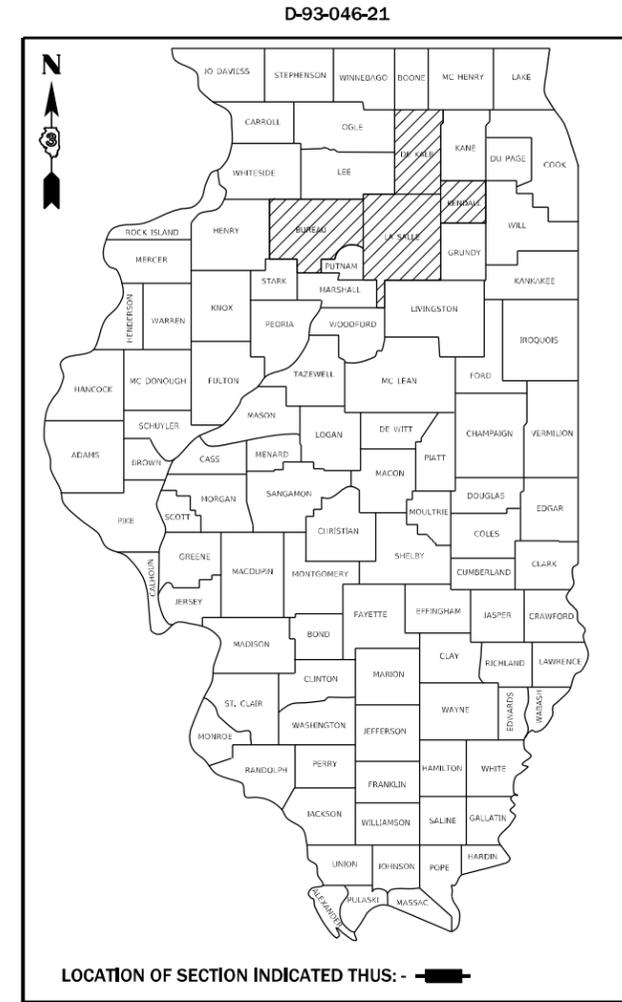 D-93-046-21
N
3
JO DAVIESS
STEPHENSON
WINNEBAGO
BOONE
MC HENRY
LAKE
CARROLL
OGLE
DE KALB
KANE
DU PAGE
COOK
WHITESIDE
LEE
KENDALL
WILL
ROCK ISLAND
HENRY
BUREAU
LA SALLE
GRUNDY
MERCER
PUTNAM
KANKAKEE
STARK
MARSHALL
LIVINGSTON
HENDERSON
WARREN
KNOX
PEORIA
WOODFORD
IROQUOIS
HANCOCK
MC DONOUGH
FULTON
TAZEWELL
MC LEAN
FORD
MASON
SCHUYLER
LOGAN
DE WITT
CHAMPAIGN
VERMILION
ADAMS
BROWN
CASS
MENARD
MACON
PIATT
PIKE
SCOTT
MORGAN
SANGAMON
CHRISTIAN
MOULTRIE
DOUGLAS
EDGAR
COLES
SHELBY
CALHOUN
GREENE
MACOUPIN
MONTGOMERY
CUMBERLAND
CLARK
JERSEY
FAYETTE
EFFINGHAM
JASPER
CRAWFORD
MADISON
BOND
CLAY
RICHLAND
LAWRENCE
CLINTON
MARION
ST. CLAIR
WAYNE
EDWARDS
WABASH
WASHINGTON
JEFFERSON
MONROE
RANDOLPH
PERRY
HAMILTON
WHITE
FRANKLIN
JACKSON
WILLIAMSON
SALINE
GALLATIN
UNION
JOHNSON
POPE
HARDIN
ALEXANDER
PULASKI
MASSAC
LOCATION OF SECTION INDICATED THUS: -